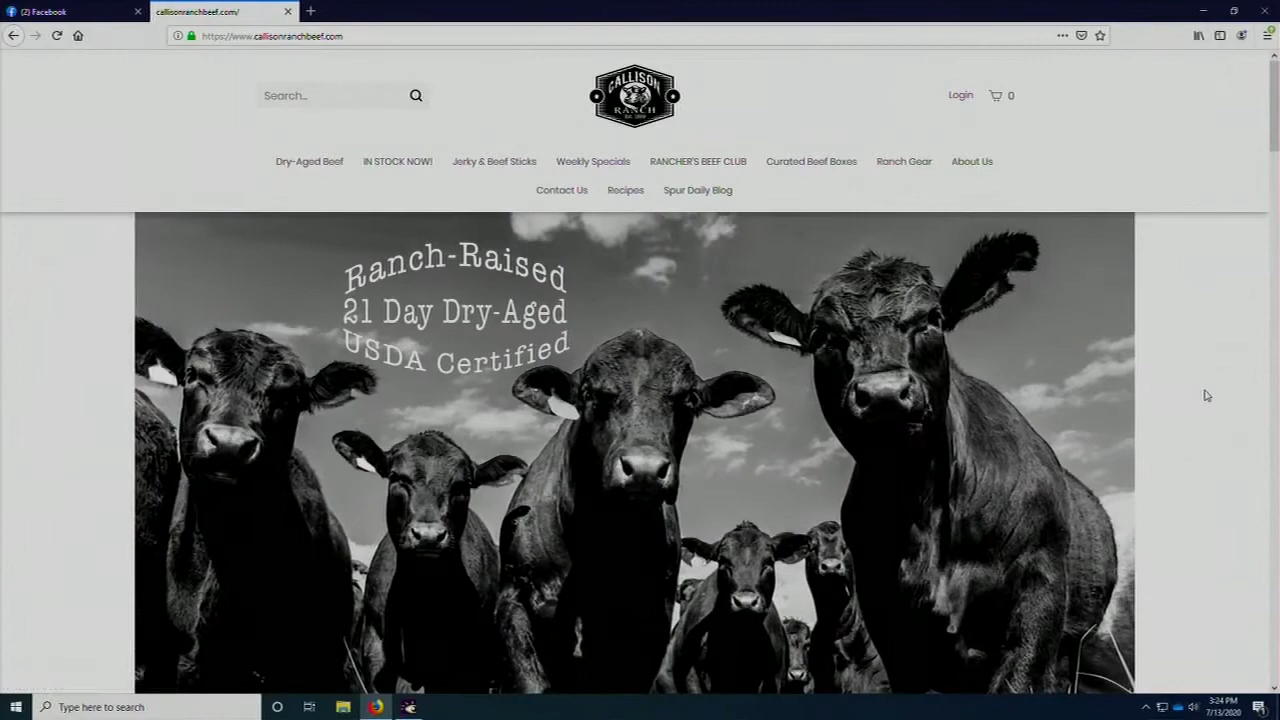 (2) Facebook
callisonranchbeef.com/
https://www.callisonranchbeef.com
Search...
CALLISON
RANCH
Login
0
Dry-Aged Beef IN STOCK NOW! Jerky & Beef Sticks Weekly Specials RANCHER'S BEEF CLUB Curated Beef Boxes Ranch Gear About Us
Contact Us Recipes Spur Daily Blog
Ranch-Raised
21 Day Dry-Aged
USDA Certified
Type here to search
3:24 PM
7/13/2020